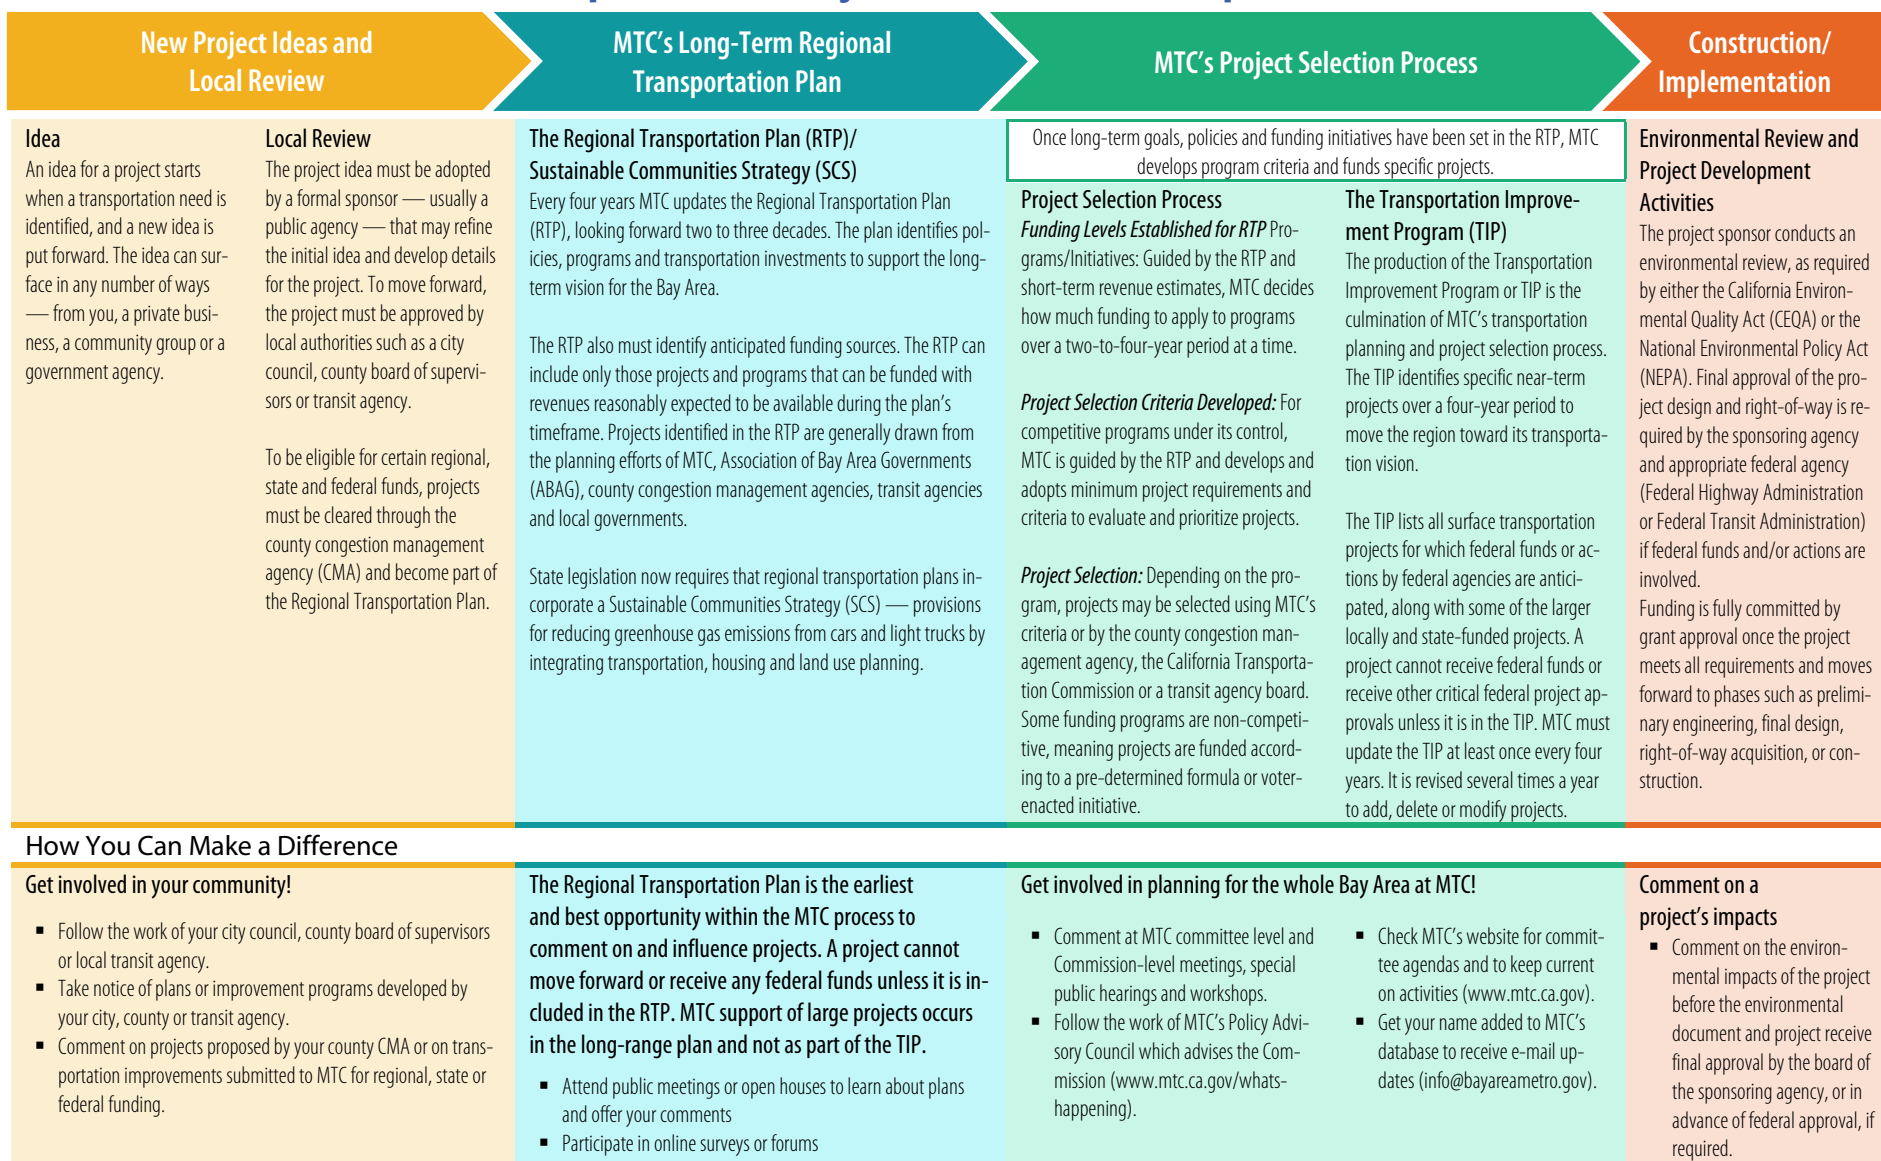 New Project Ideas and
Local Review
MTC's Long-Term Regional
Transportation Plan
MTC's Project Selection Process
Construction/
Implementation
Idea
An idea for a project starts
when a transportation need is
identified, and a new idea is
put forward. The idea can sur-
face in any number of ways
— from you, a private busi-
ness, a community group or a
government agency.
Local Review
The project idea must be adopted
by a formal sponsor — usually a
public agency — that may refine
the initial idea and develop details
for the project. To move forward,
the project must be approved by
local authorities such as a city
council, county board of supervi-
sors or transit agency.
To be eligible for certain regional,
state and federal funds, projects
must be cleared through the
county congestion management
agency (CMA) and become part of
the Regional Transportation Plan.
The Regional Transportation Plan (RTP)/
Sustainable Communities Strategy (SCS)
Every four years MTC updates the Regional Transportation Plan
(RTP), looking forward two to three decades. The plan identifies pol-
icies, programs and transportation investments to support the long-
term vision for the Bay Area.
The RTP also must identify anticipated funding sources. The RTP can
include only those projects and programs that can be funded with
revenues reasonably expected to be available during the plan's
timeframe. Projects identified in the RTP are generally drawn from
the planning efforts of MTC, Association of Bay Area Governments
(ABAG), county congestion management agencies, transit agencies
and local governments.
State legislation now requires that regional transportation plans in-
corporate a Sustainable Communities Strategy (SCS) — provisions
for reducing greenhouse gas emissions from cars and light trucks by
integrating transportation, housing and land use planning.
Once long-term goals, policies and funding initiatives have been set in the RTP, MTC
develops program criteria and funds specific projects.
Project Selection Process
Funding Levels Established for RTP Pro-
grams/Initiatives: Guided by the RTP and
short-term revenue estimates, MTC decides
how much funding to apply to programs
over a two-to-four-year period at a time.
Project Selection Criteria Developed: For
competitive programs under its control,
MTC is guided by the RTP and develops and
adopts minimum project requirements and
criteria to evaluate and prioritize projects.
Project Selection: Depending on the pro-
gram, projects may be selected using MTC's
criteria or by the county congestion man-
agement agency, the California Transporta-
tion Commission or a transit agency board.
Some funding programs are non-competi-
tive, meaning projects are funded accord-
ing to a pre-determined formula or voter-
enacted initiative.
The Transportation Improve-
ment Program (TIP)
The production of the Transportation
Improvement Program or TIP is the
culmination of MTC's transportation
planning and project selection process.
The TIP identifies specific near-term
projects over a four-year period to
move the region toward its transporta-
tion vision.
The TIP lists all surface transportation
projects for which federal funds or ac-
tions by federal agencies are antici-
pated, along with some of the larger
locally and state-funded projects. A
project cannot receive federal funds or
receive other critical federal project ap-
provals unless it is in the TIP. MTC must
update the TIP at least once every four
years. It is revised several times a year
to add, delete or modify projects.
Environmental Review and
Project Development
Activities
The project sponsor conducts an
environmental review, as required
by either the California Environ-
mental Quality Act (CEQA) or the
National Environmental Policy Act
(NEPA). Final approval of the pro-
ject design and right-of-way is re-
quired by the sponsoring agency
and appropriate federal agency
(Federal Highway Administration
or Federal Transit Administration)
if federal funds and/or actions are
involved.
Funding is fully committed by
grant approval once the project
meets all requirements and moves
forward to phases such as prelimi-
nary engineering, final design,
right-of-way acquisition, or con-
struction.
How You Can Make a Difference
Get involved in your community!
▪ Follow the work of your city council, county board of supervisors
or local transit agency.
▪ Take notice of plans or improvement programs developed by
your city, county or transit agency.
▪ Comment on projects proposed by your county CMA or on trans-
portation improvements submitted to MTC for regional, state or
federal funding.
The Regional Transportation Plan is the earliest
and best opportunity within the MTC process to
comment on and influence projects. A project cannot
move forward or receive any federal funds unless it is in-
cluded in the RTP. MTC support of large projects occurs
in the long-range plan and not as part of the TIP.
▪ Attend public meetings or open houses to learn about plans
and offer your comments
▪ Participate in online surveys or forums
Get involved in planning for the whole Bay Area at MTC!
▪ Comment at MTC committee level and
Commission-level meetings, special
public hearings and workshops.
▪ Follow the work of MTC's Policy Advi-
sory Council which advises the Com-
mission (www.mtc.ca.gov/whats-
happening).
▪ Check MTC's website for commit-
tee agendas and to keep current
on activities (www.mtc.ca.gov).
▪ Get your name added to MTC's
database to receive e-mail up-
dates (info@bayareametro.gov).
Comment on a
project's impacts
▪ Comment on the environ-
mental impacts of the project
before the environmental
document and project receive
final approval by the board of
the sponsoring agency, or in
advance of federal approval, if
required.